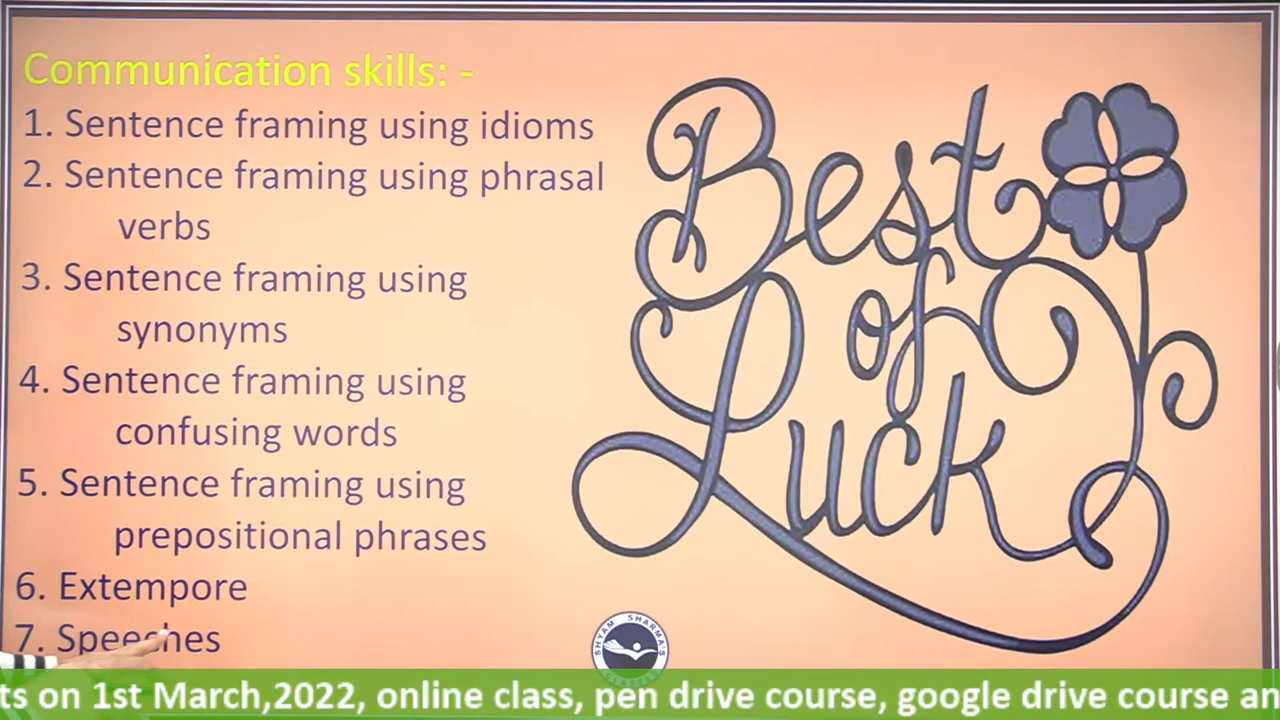 Communication skills: -
1. Sentence framing using idioms
2. Sentence framing using phrasal
verbs
3. Sentence framing using
synonyms
4. Sentence framing using
confusing words
5. Sentence framing using
prepositional phrases
6. Extempore
7. Speeches
Best
of
Luck
SHYAM SHARMA'S
ts on 1st March,2022, online class, pen drive course, google drive course an